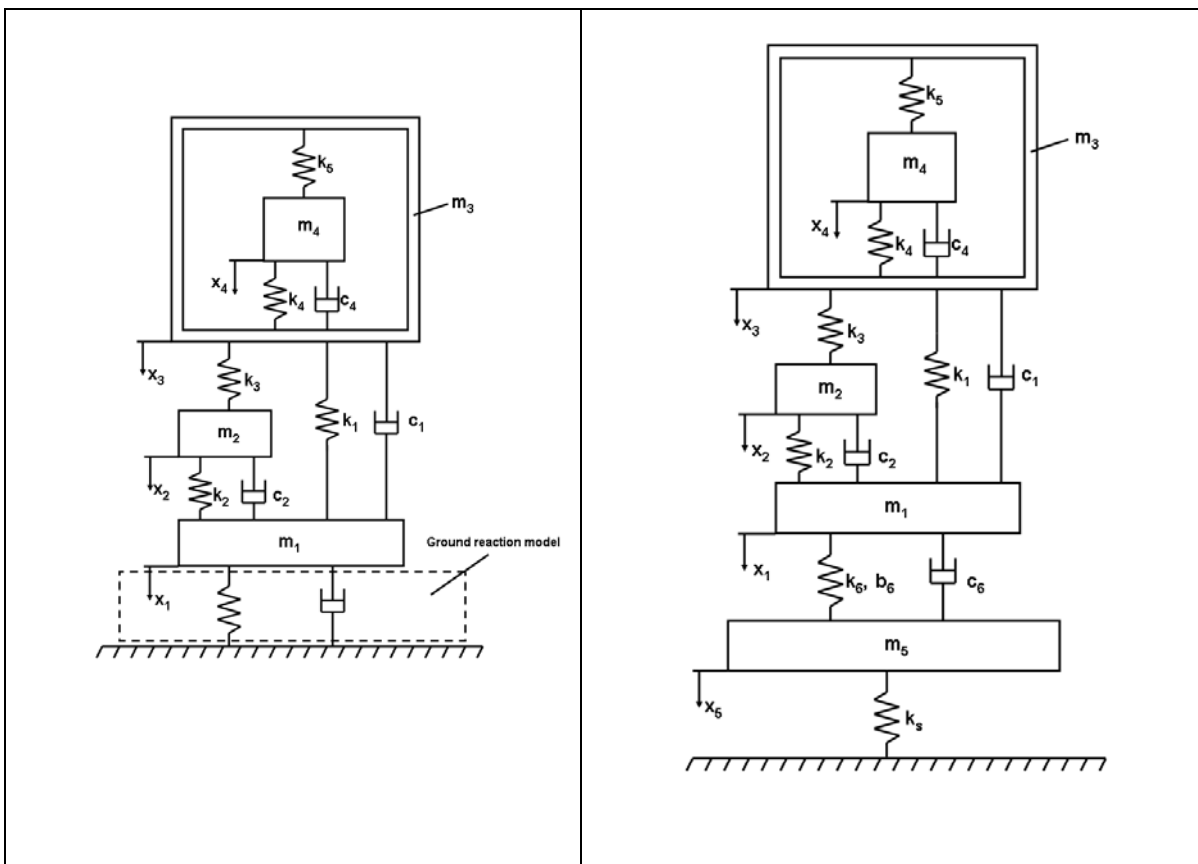 k₅
m₃
m₄
x₄
k₄
c₄
x₃
k₃
k₁
c₁
m₂
x₂
k₂
c₂
m₁
Ground reaction model
x₁
k₅
m₃
m₄
x₄
k₄
c₄
x₃
k₃
k₁
c₁
m₂
x₂
k₂
c₂
m₁
x₁
k₆, b₆
c₆
m₅
x₅
kₛ